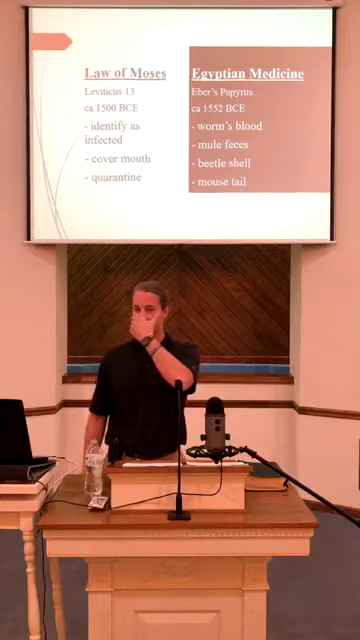 Law of Moses
Leviticus 13
ca 1500 BCE
- identify as
infected
- cover mouth
- quarantine
Egyptian Medicine
Eber's Papyrus
ca 1552 BCE
- worm's blood
- mule feces
- beetle shell
- mouse tail